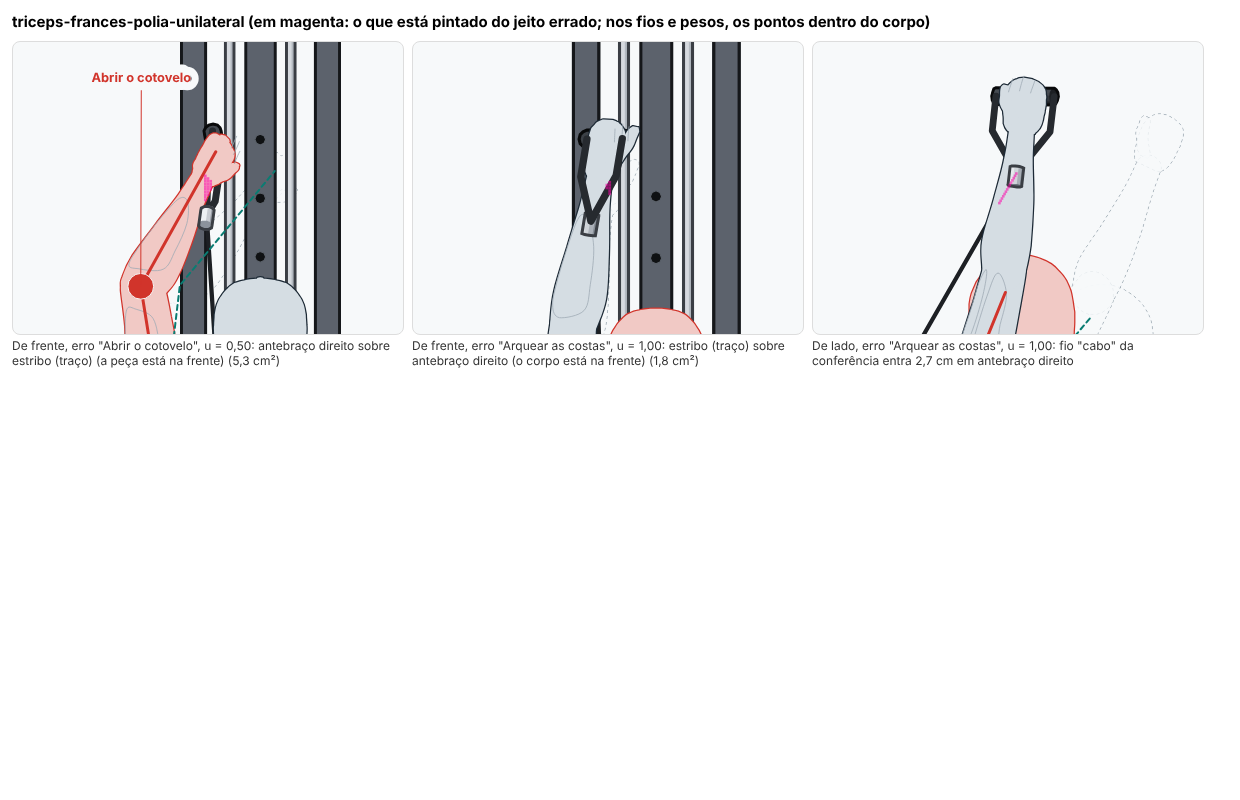 triceps-frances-polia-unilateral (em magenta: o que está pintado do jeito errado; nos fios e pesos, os pontos dentro do corpo)
Abrir o cotovelo
De frente, erro "Abrir o cotovelo", u = 0,50: antebraço direito sobre
estribo (traço) (a peça está na frente) (5,3 cm²)
De frente, erro "Arquear as costas", u = 1,00: estribo (traço) sobre
antebraço direito (o corpo está na frente) (1,8 cm²)
De lado, erro "Arquear as costas", u = 1,00: fio "cabo" da
conferência entra 2,7 cm em antebraço direito